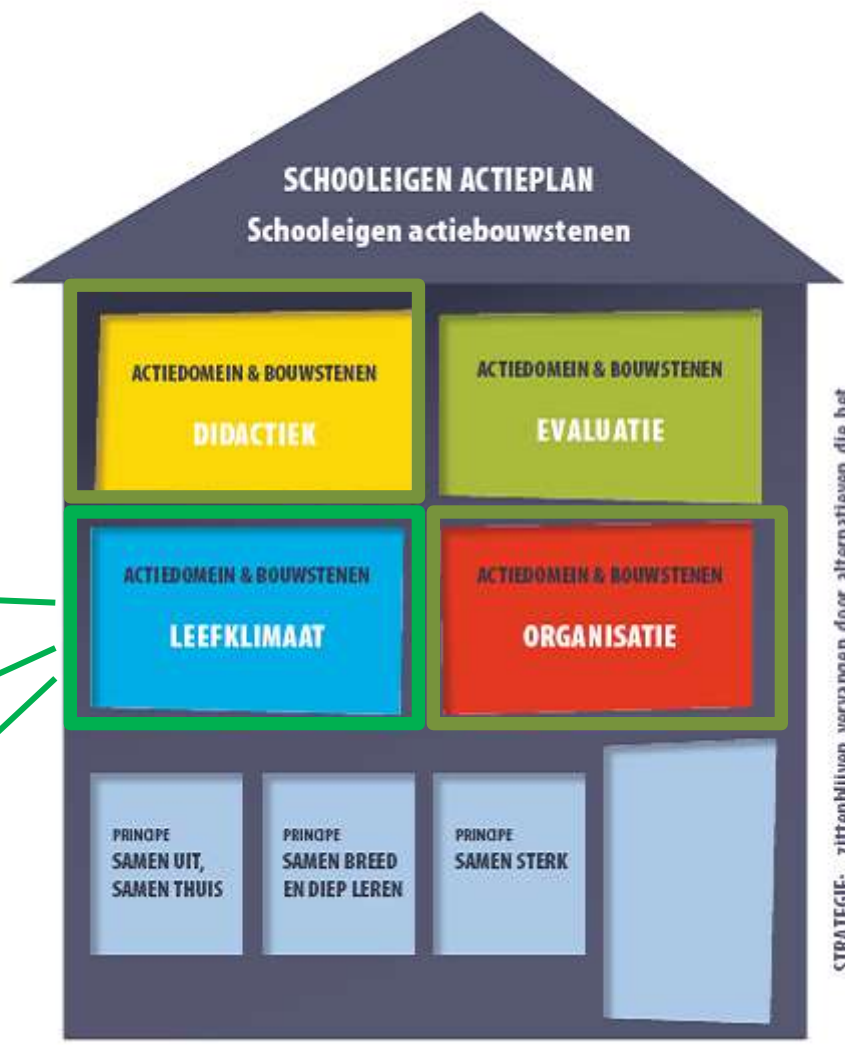 SCHOOLEIGEN ACTIEPLAN
Schooleigen actiebouwstenen
ACTIEDOMEIN & BOUWSTENEN
DIDACTIEK
ACTIEDOMEIN & BOUWSTENEN
EVALUATIE
ACTIEDOMEIN & BOUWSTENEN
LEEFKLIMAAT
ACTIEDOMEIN & BOUWSTENEN
ORGANISATIE
PRINCIPE
SAMEN UIT,
SAMEN THUIS
PRINCIPE
SAMEN BREED
EN DIEP LEREN
PRINCIPE
SAMEN STERK
STRATEGIE: zittenblijven vervangen door alternatieven die het